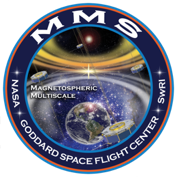 MMS
MAGNETOSPHERIC
MULTISCALE
NASA
GODDARD SPACE FLIGHT CENTER
SwRI